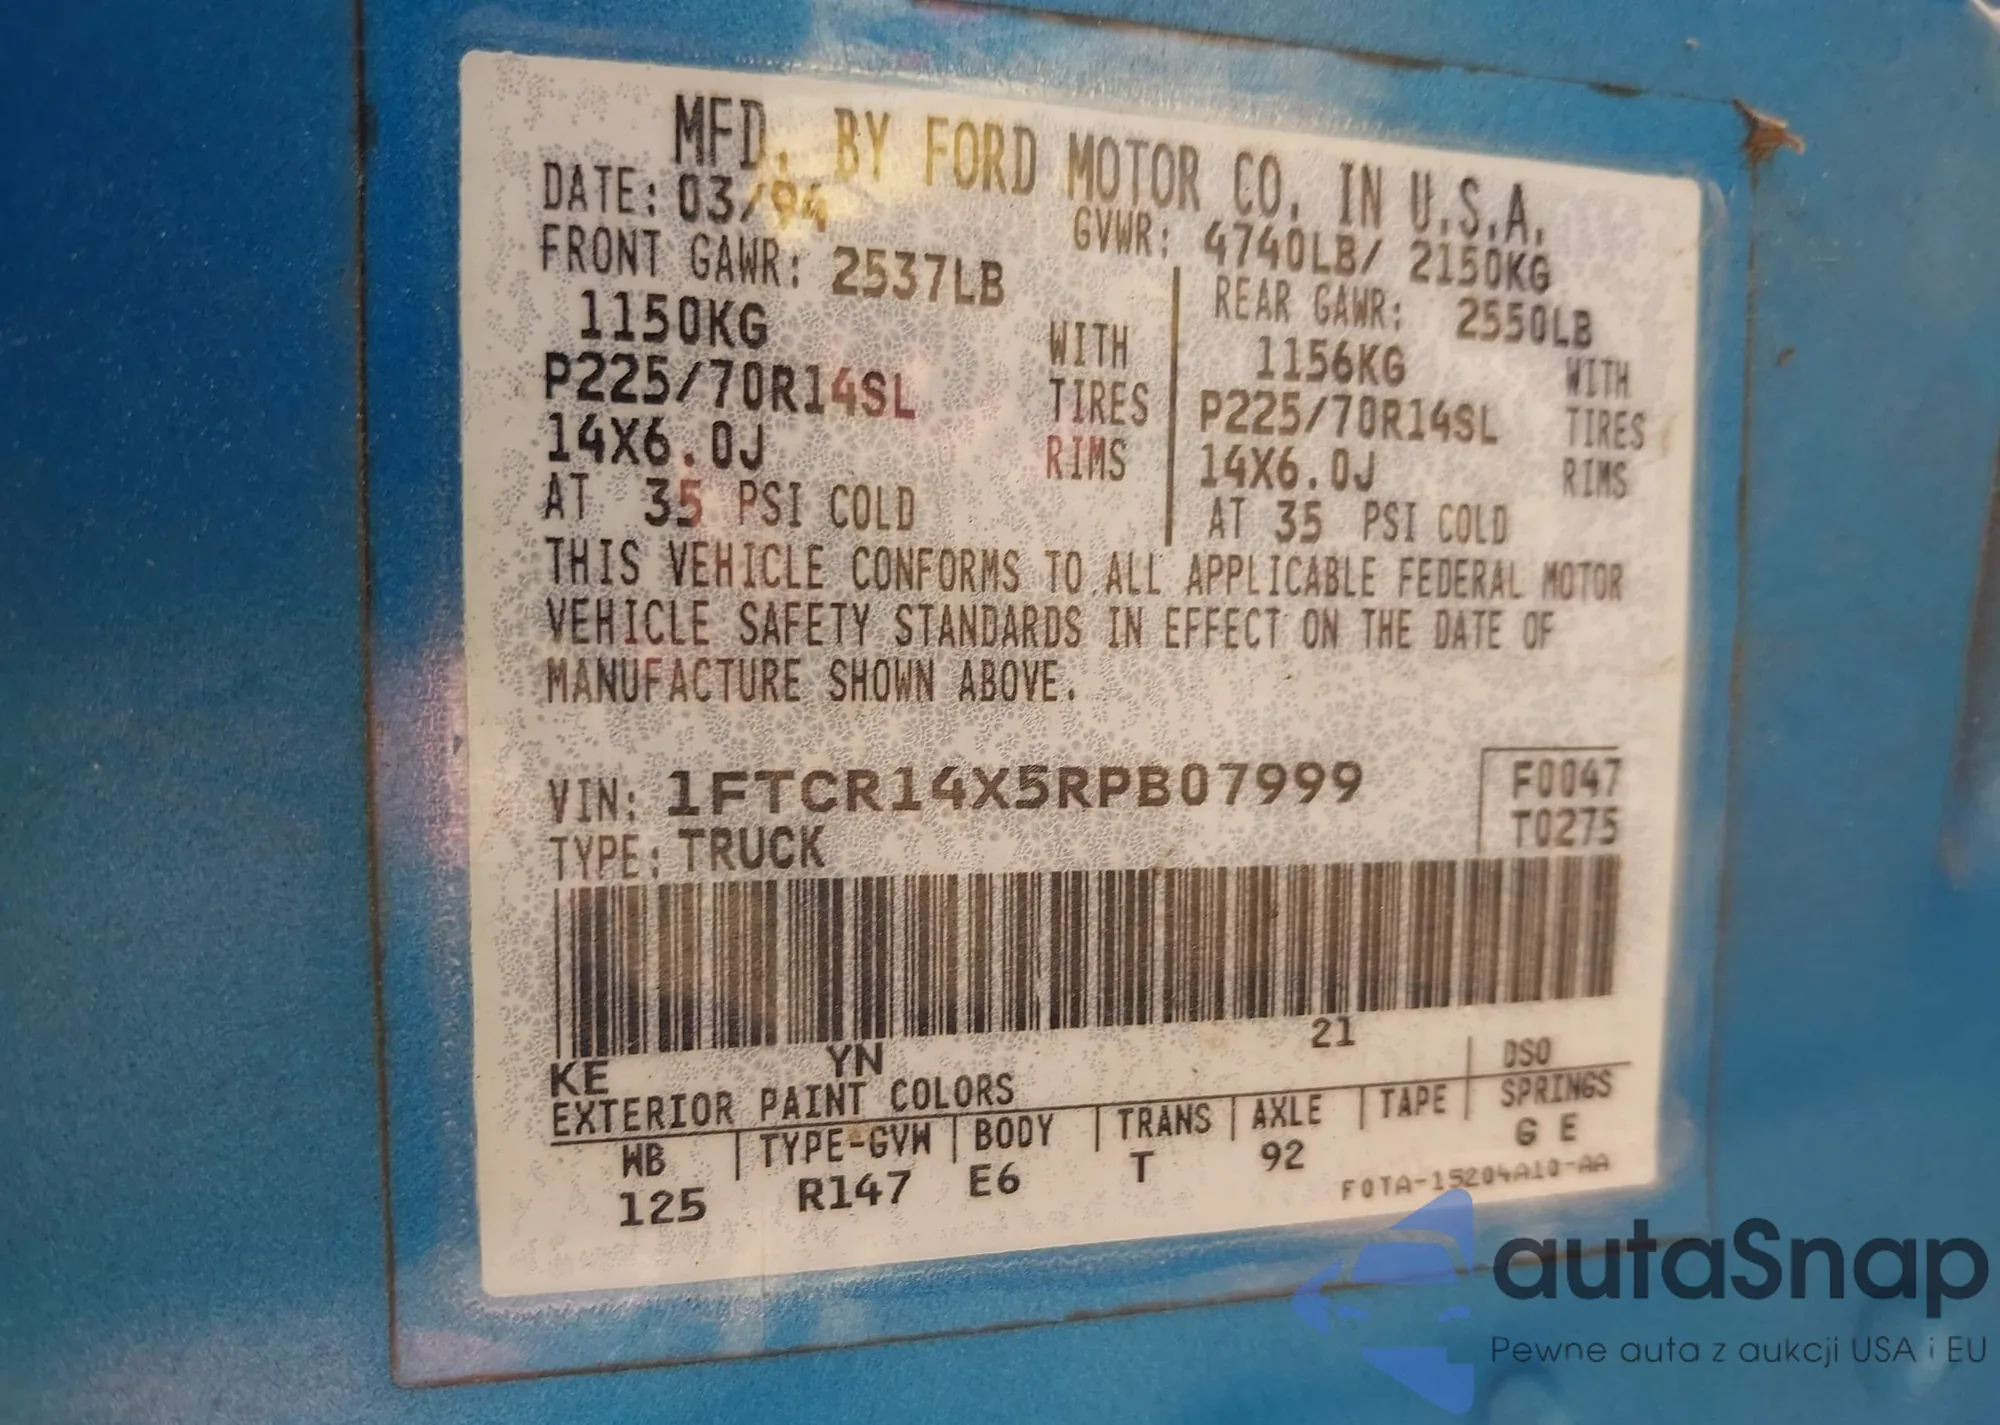 MFD. BY FORD MOTOR CO. IN U.S.A.
DATE: 03/94 GVWR: 4740LB/ 2150KG
FRONT GAWR: 2537LB REAR GAWR: 2550LB
1150KG WITH 1156KG WITH
P225/70R14SL TIRES P225/70R14SL TIRES
14X6.0J RIMS 14X6.0J RIMS
AT 35 PSI COLD AT 35 PSI COLD
THIS VEHICLE CONFORMS TO ALL APPLICABLE FEDERAL MOTOR
VEHICLE SAFETY STANDARDS IN EFFECT ON THE DATE OF
MANUFACTURE SHOWN ABOVE.
VIN: 1FTCR14X5RPB07999 F0047
TYPE: TRUCK T0275
KE YN 21 DSO
EXTERIOR PAINT COLORS
WB TYPE-GVW BODY TRANS AXLE TAPE SPRINGS
125 R147 E6 T 92 G E
F0TA-15204A10-AA
autaSnap
Pewne auta z aukcji USA i EU